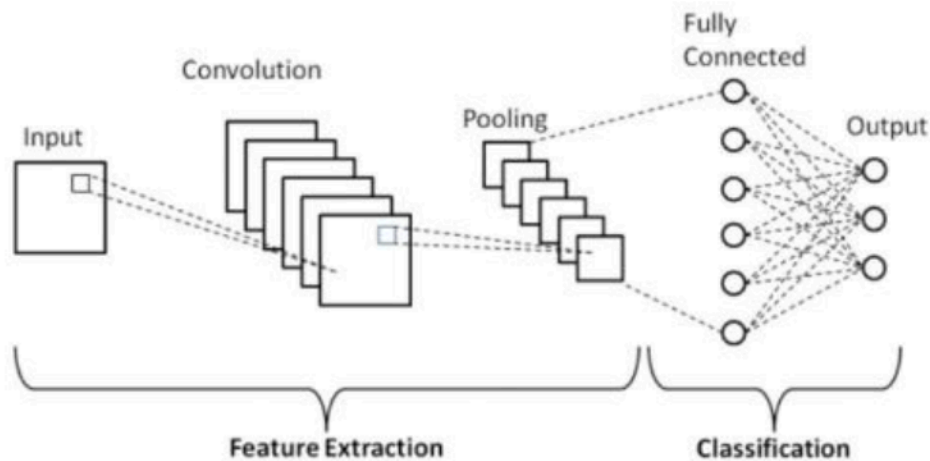 Input
Convolution
Pooling
Fully
Connected
Output
Feature Extraction
Classification